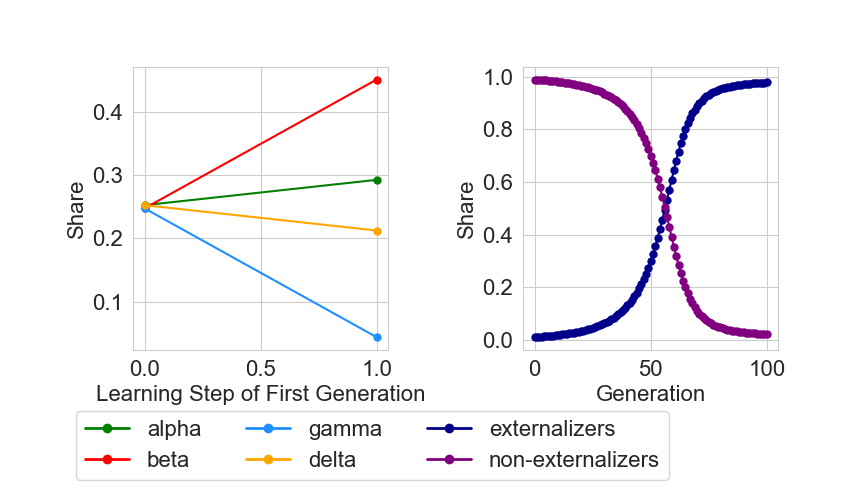 Share
0.4
0.3
0.2
0.1
0.0 0.5 1.0
Learning Step of First Generation
Share
1.0
0.8
0.6
0.4
0.2
0.0
0 50 100
Generation
alpha gamma externalizers
beta delta non-externalizers